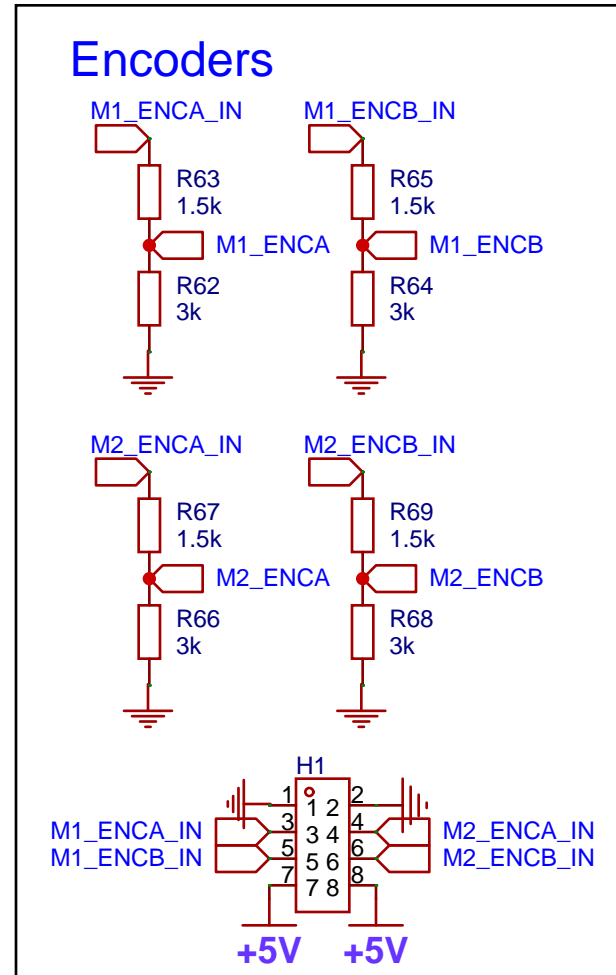 Encoders
M1_ENCA_IN M1_ENCB_IN
R63 R65
1.5k 1.5k
M1_ENCA M1_ENCB
R62 R64
3k 3k
M2_ENCA_IN M2_ENCB_IN
R67 R69
1.5k 1.5k
M2_ENCA M2_ENCB
R66 R68
3k 3k
H1
1 1 2 2
M1_ENCA_IN 3 3 4 4 M2_ENCA_IN
M1_ENCB_IN 5 5 6 6 M2_ENCB_IN
7 7 8 8
+5V +5V